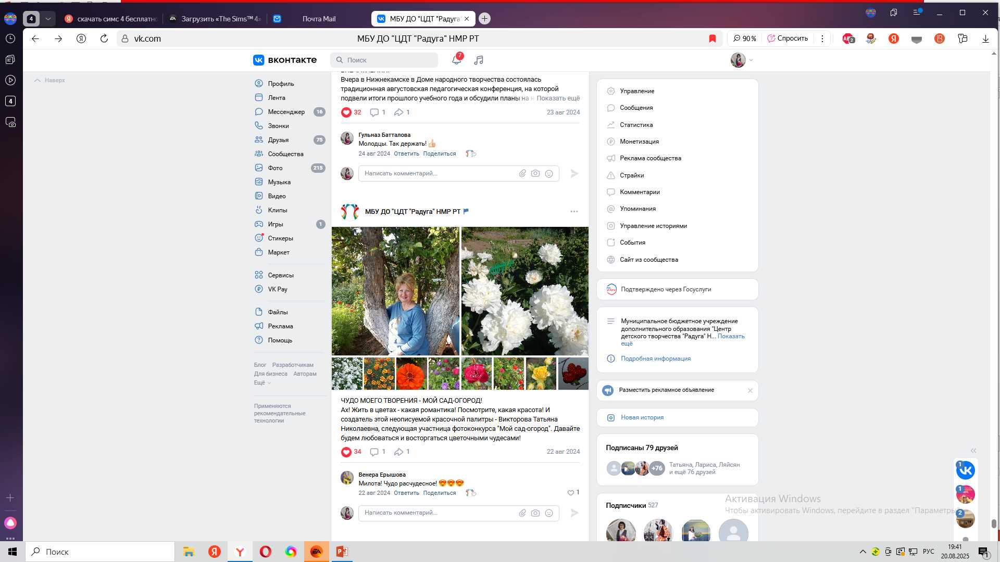 4
скачать симс 4 бесплатно
Загрузить «The Sims™ 4»
Почта Mail
МБУ ДО "ЦДТ "Радуга"
vk.com
МБУ ДО "ЦДТ "Радуга" НМР РТ
90 %
Спросить
2
4
ВКОНТАКТЕ
Поиск
7
Наверх
Профиль
Лента
Мессенджер 16
Звонки
Друзья 75
Сообщества
Фото 215
Музыка
Видео
Клипы
Игры 1
Стикеры
Маркет
Сервисы
VK Pay
Файлы
Реклама
Помощь
Блог Разработчикам
Для бизнеса Авторам
Ещё
Применяются
рекомендательные
технологии
Вчера в Нижнекамске в Доме народного творчества состоялась
традиционная августовская педагогическая конференция, на которой
подвели итоги прошлого учебного года и обсудили планы на н Показать ещё
32 1 1 23 авг 2024
Гульназ Батталова
Молодцы. Так держать!
24 авг 2024 Ответить Поделиться
Написать комментарий...
МБУ ДО "ЦДТ "Радуга" НМР РТ
ЧУДО МОЕГО ТВОРЕНИЯ - МОЙ САД-ОГОРОД!
Ах! Жить в цветах - какая романтика! Посмотрите, какая красота! И
создатель этой неописуемой красочной палитры - Викторова Татьяна
Николаевна, следующая участница фотоконкурса "Мой сад-огород". Давайте
будем любоваться и восторгаться цветочными чудесами!
34 1 1 22 авг 2024
Венера Ерышова
Милота! Чудо расчудесное!
22 авг 2024 Ответить Поделиться 1
Написать комментарий...
Управление
Сообщения
Статистика
Монетизация
Реклама сообщества
Страйки
Комментарии
Упоминания
Управление историями
События
Сайт из сообщества
Подтверждено через Госуслуги
Муниципальное бюджетное учреждение
дополнительного образования "Центр
детского творчества "Радуга" Н... Показать
ещё
Подробная информация
Разместить рекламное объявление
Новая история
Подписаны 79 друзей
+76
Татьяна, Лариса, Ляйсян
и ещё 76 друзей
Подписчики 527
1
1
2
Активация Windows
Чтобы активировать Windows, перейдите в раздел "Параметры
Поиск
РУС
19:41
20.08.2025
1